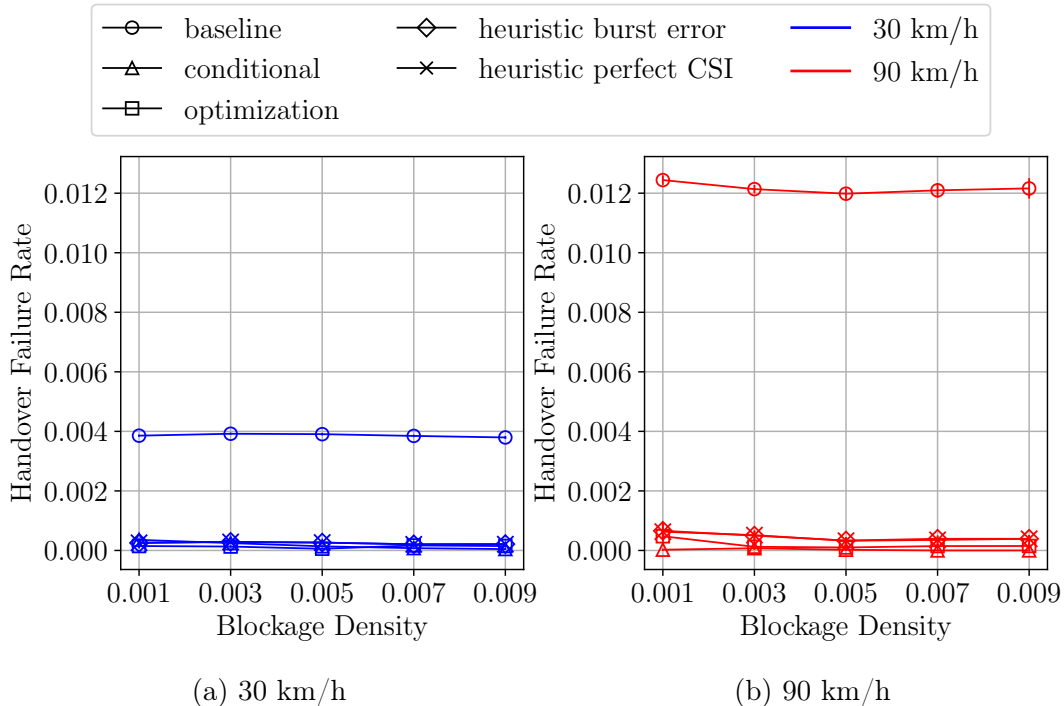 baseline
conditional
optimization
heuristic burst error
heuristic perfect CSI
30 km/h
90 km/h
Handover Failure Rate
0.012
0.010
0.008
0.006
0.004
0.002
0.000
0.001 0.003 0.005 0.007 0.009
Blockage Density
(a) 30 km/h
Handover Failure Rate
0.012
0.010
0.008
0.006
0.004
0.002
0.000
0.001 0.003 0.005 0.007 0.009
Blockage Density
(b) 90 km/h